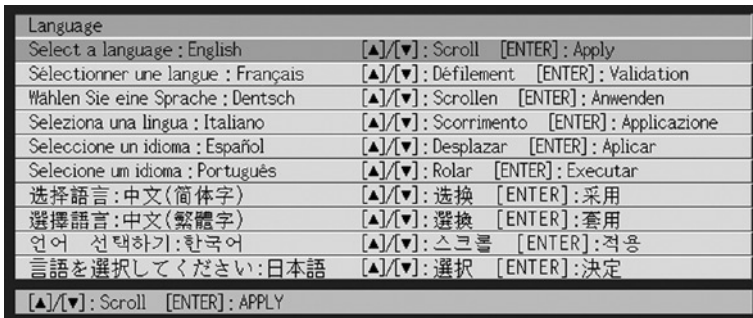 Language
Select a language : English [▲]/[▼] : Scroll [ENTER] : Apply
Sélectionner une langue : Français [▲]/[▼] : Défilement [ENTER] : Validation
Wählen Sie eine Sprache : Dentsch [▲]/[▼] : Scrollen [ENTER] : Anwenden
Seleziona una lingua : Italiano [▲]/[▼] : Scorrimento [ENTER] : Applicazione
Seleccione un idioma : Español [▲]/[▼] : Desplazar [ENTER] : Aplicar
Selecione um idioma : Português [▲]/[▼] : Rolar [ENTER] : Executar
选择語言:中文(简体字) [▲]/[▼] : 选换 [ENTER] : 采用
選擇語言:中文(繁體字) [▲]/[▼] : 選換 [ENTER] : 套用
언어 선택하기:한국어 [▲]/[▼] : 스크롤 [ENTER] : 적용
言語を選択してください:日本語 [▲]/[▼] : 選択 [ENTER] : 決定
[▲]/[▼] : Scroll [ENTER] : APPLY